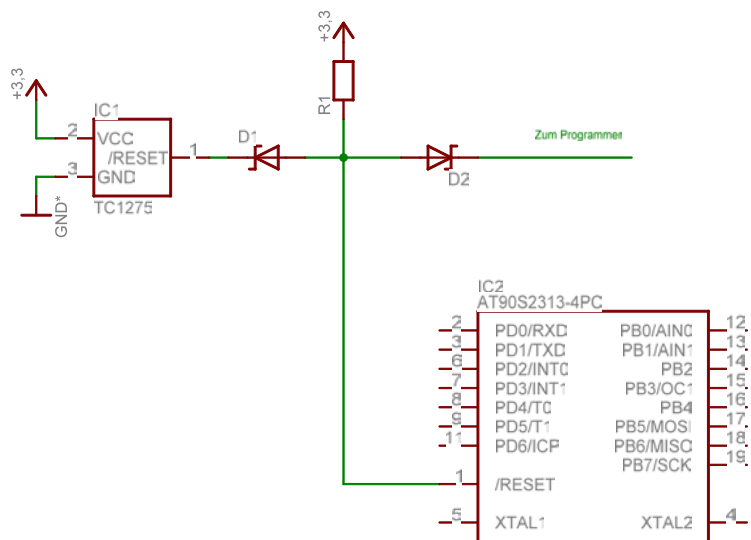 +3,3
IC1
2
VCC
/RESET
1
3
GND
TC1275
GND*
D1
+3,3
R1
D2
Zum Programmer
IC2
AT90S2313-4PC
2 PD0/RXD PB0/AIN0 12
3 PD1/TXD PB1/AIN1 13
6 PD2/INT0 PB2 14
7 PD3/INT1 PB3/OC1 15
8 PD4/T0 PB4 16
9 PD5/T1 PB5/MOSI 17
11 PD6/ICP PB6/MISO 18
PB7/SCK 19
1 /RESET
5 XTAL1 XTAL2 4